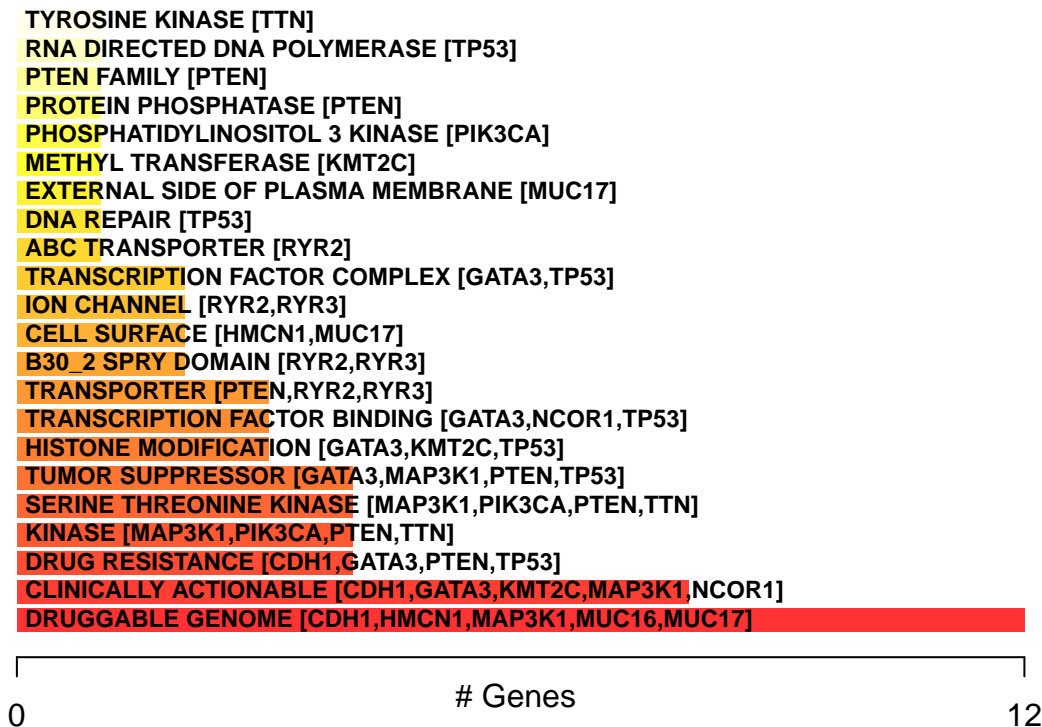 TYROSINE KINASE [TTN]
RNA DIRECTED DNA POLYMERASE [TP53]
PTEN FAMILY [PTEN]
PROTEIN PHOSPHATASE [PTEN]
PHOSPHATIDYLINOSITOL 3 KINASE [PIK3CA]
METHYL TRANSFERASE [KMT2C]
EXTERNAL SIDE OF PLASMA MEMBRANE [MUC17]
DNA REPAIR [TP53]
ABC TRANSPORTER [RYR2]
TRANSCRIPTION FACTOR COMPLEX [GATA3,TP53]
ION CHANNEL [RYR2,RYR3]
CELL SURFACE [HMCN1,MUC17]
B30_2 SPRY DOMAIN [RYR2,RYR3]
TRANSPORTER [PTEN,RYR2,RYR3]
TRANSCRIPTION FACTOR BINDING [GATA3,NCOR1,TP53]
HISTONE MODIFICATION [GATA3,KMT2C,TP53]
TUMOR SUPPRESSOR [GATA3,MAP3K1,PTEN,TP53]
SERINE THREONINE KINASE [MAP3K1,PIK3CA,PTEN,TTN]
KINASE [MAP3K1,PIK3CA,PTEN,TTN]
DRUG RESISTANCE [CDH1,GATA3,PTEN,TP53]
CLINICALLY ACTIONABLE [CDH1,GATA3,KMT2C,MAP3K1,NCOR1]
DRUGGABLE GENOME [CDH1,HMCN1,MAP3K1,MUC16,MUC17]
# Genes
0 12